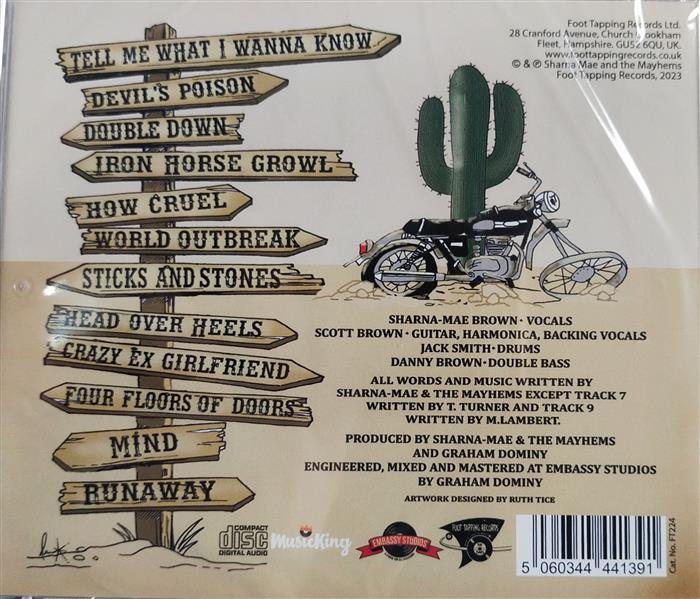 TELL ME WHAT I WANNA KNOW
DEVIL'S POISON
DOUBLE DOWN
IRON HORSE GROWL
HOW CRUEL
WORLD OUTBREAK
STICKS AND STONES
HEAD OVER HEELS
CRAZY EX GIRLFRIEND
FOUR FLOORS OF DOORS
MIND
RUNAWAY
Foot Tapping Records Ltd.
28 Cranford Avenue, Church Crookham
Fleet, Hampshire. GU52 6QU, UK.
www.foottappingrecords.co.uk
© & ℗ Sharna Mae and the Mayhems
Foot Tapping Records, 2023
SHARNA-MAE BROWN · VOCALS
SCOTT BROWN · GUITAR, HARMONICA, BACKING VOCALS
JACK SMITH · DRUMS
DANNY BROWN · DOUBLE BASS
ALL WORDS AND MUSIC WRITTEN BY
SHARNA-MAE & THE MAYHEMS EXCEPT TRACK 7
WRITTEN BY T. TURNER AND TRACK 9
WRITTEN BY M.LAMBERT.
PRODUCED BY SHARNA-MAE & THE MAYHEMS
AND GRAHAM DOMINY
ENGINEERED, MIXED AND MASTERED AT EMBASSY STUDIOS
BY GRAHAM DOMINY
ARTWORK DESIGNED BY RUTH TICE
COMPACT
disc
DIGITAL AUDIO
MusicKing
EMBASSY STUDIOS
FOOT TAPPING RECORDS
5 060344 441391
Cat. No. FT224